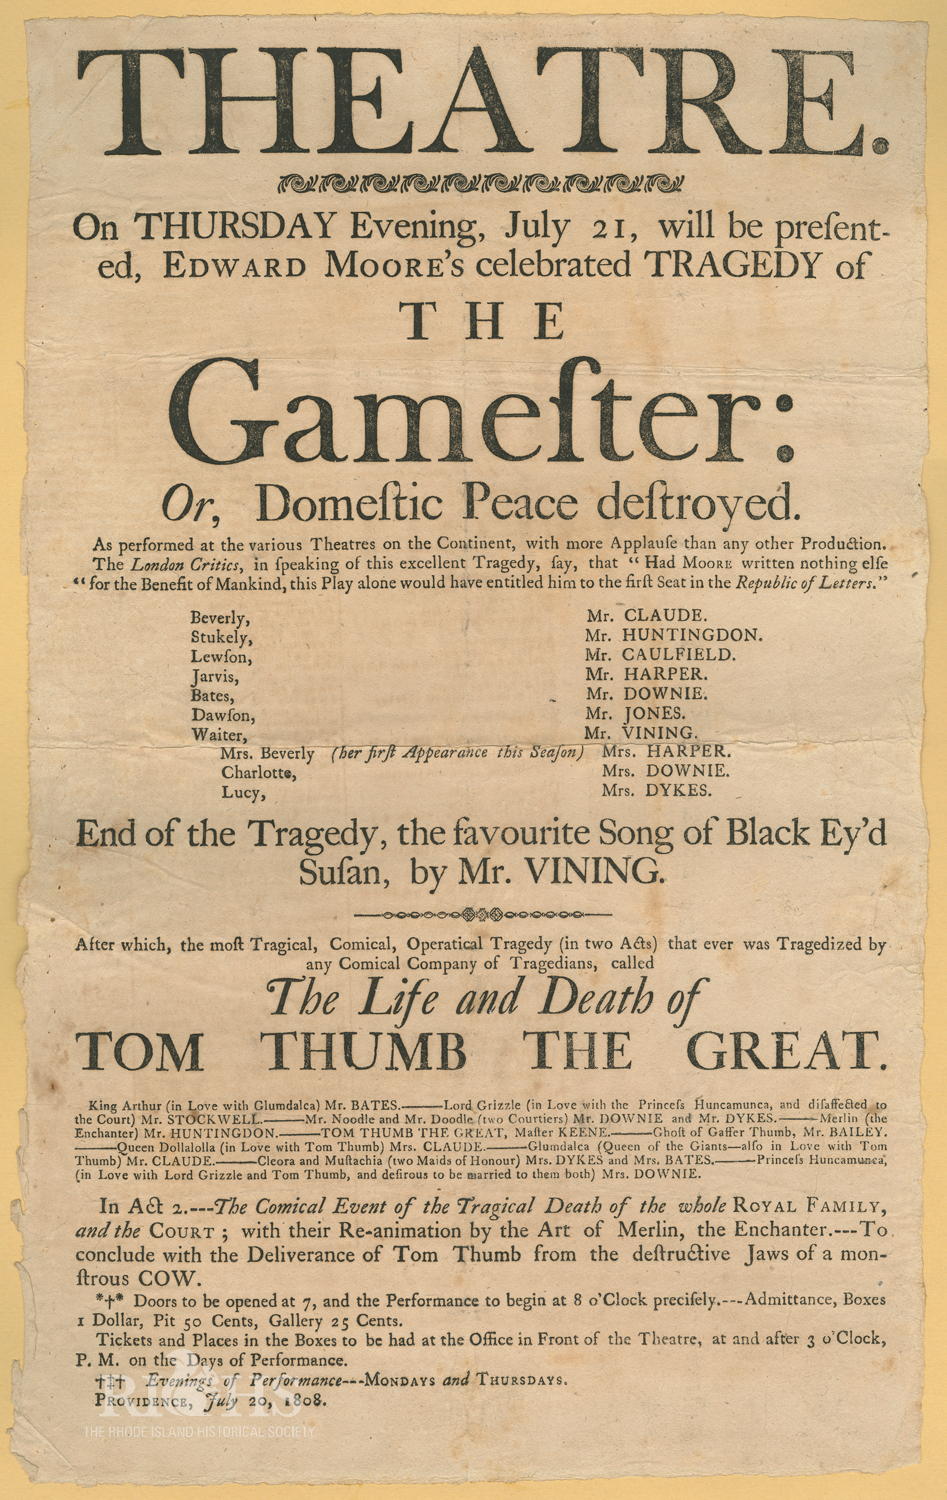 THEATRE.
On THURSDAY Evening, July 21, will be preſent-
ed, EDWARD MOORE's celebrated TRAGEDY of
THE
Gameſter:
Or, Domeſtic Peace deſtroyed.
As performed at the various Theatres on the Continent, with more Applauſe than any other Production.
The London Critics, in ſpeaking of this excellent Tragedy, ſay, that “ Had MOORE written nothing elſe
“ for the Benefit of Mankind, this Play alone would have entitled him to the firſt Seat in the Republic of Letters.”
Beverly, Mr. CLAUDE.
Stukely, Mr. HUNTINGDON.
Lewſon, Mr. CAULFIELD.
Jarvis, Mr. HARPER.
Bates, Mr. DOWNIE.
Dawſon, Mr. JONES.
Waiter, Mr. VINING.
Mrs. Beverly (her firſt Appearance this Seaſon) Mrs. HARPER.
Charlotte, Mrs. DOWNIE.
Lucy, Mrs. DYKES.
End of the Tragedy, the favourite Song of Black Ey'd
Suſan, by Mr. VINING.
After which, the moſt Tragical, Comical, Operatical Tragedy (in two Acts) that ever was Tragedized by
any Comical Company of Tragedians, called
The Life and Death of
TOM THUMB THE GREAT.
King Arthur (in Love with Glumdalca) Mr. BATES.———Lord Grizzle (in Love with the Princeſs Huncamunca, and diſaffected to
the Court) Mr. STOCKWELL.———Mr. Noodle and Mr. Doodle (two Courtiers) Mr. DOWNIE and Mr. DYKES.———Merlin (the
Enchanter) Mr. HUNTINGDON.———TOM THUMB THE GREAT, Maſter KEENE.———Ghoſt of Gaffer Thumb, Mr. BAILEY.
———Queen Dollalolla (in Love with Tom Thumb) Mrs. CLAUDE.———Glumdalca (Queen of the Giants—alſo in Love with Tom
Thumb) Mr. CLAUDE.———Cleora and Muſtachia (two Maids of Honour) Mrs. DYKES and Mrs. BATES.———Princeſs Huncamunca,
(in Love with Lord Grizzle and Tom Thumb, and deſirous to be married to them both) Mrs. DOWNIE.
In Act 2.---The Comical Event of the Tragical Death of the whole ROYAL FAMILY,
and the COURT ; with their Re-animation by the Art of Merlin, the Enchanter.---To
conclude with the Deliverance of Tom Thumb from the deſtructive Jaws of a mon-
ſtrous COW.
*†* Doors to be opened at 7, and the Performance to begin at 8 o'Clock preciſely.---Admittance, Boxes
1 Dollar, Pit 50 Cents, Gallery 25 Cents.
Tickets and Places in the Boxes to be had at the Office in Front of the Theatre, at and after 3 o'Clock,
P. M. on the Days of Performance.
†‡† Evenings of Performance---MONDAYS and THURSDAYS.
PROVIDENCE, July 20, 1808.
RIGHS
THE RHODE ISLAND HISTORICAL SOCIETY